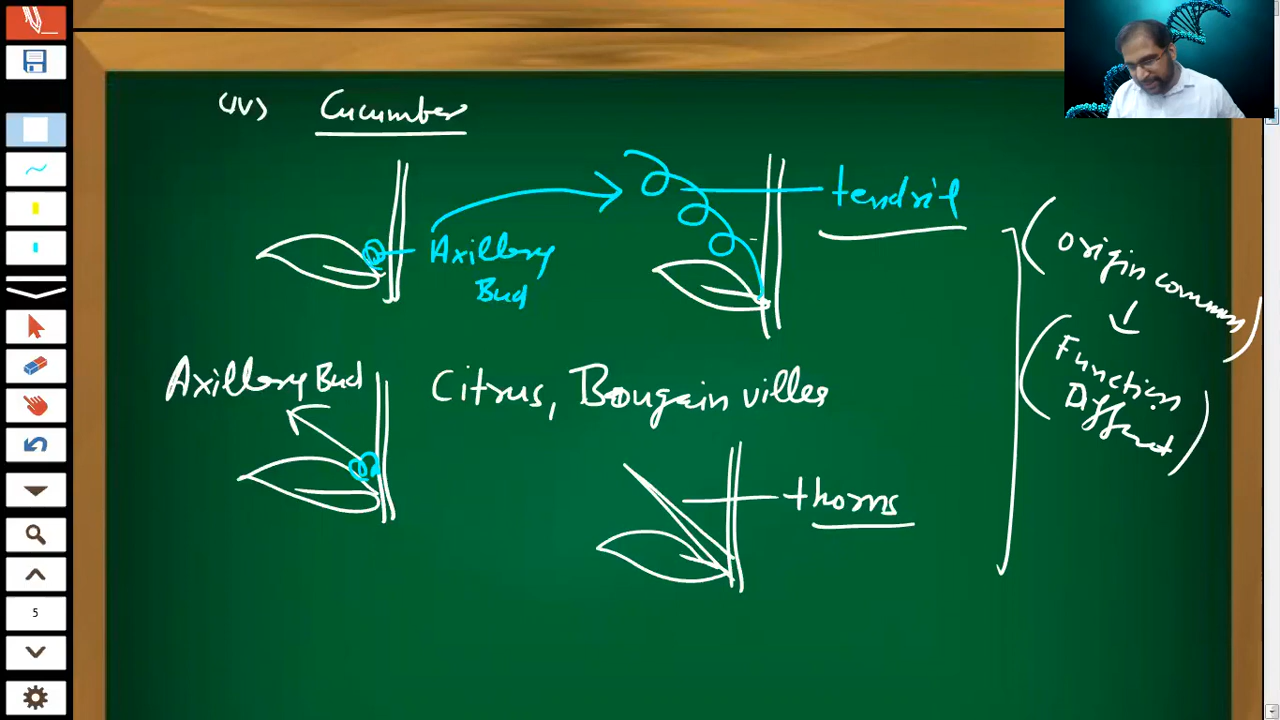 (iv) Cucumber
tendril
Axillary
Bud
(origin common)
(Function
Different)
Axillary Bud
Citrus, Bougainvillea
thorns
5